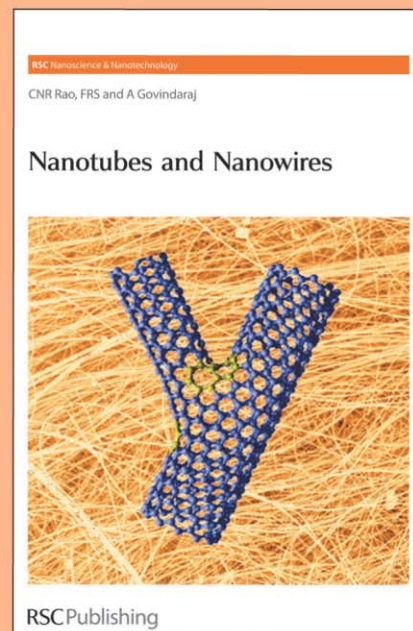 RSC Nanoscience & Nanotechnology
CNR Rao, FRS and A Govindaraj
Nanotubes and Nanowires
RSCPublishing